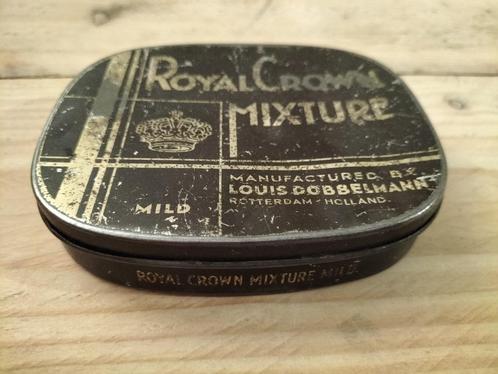 ROYAL CROWN
MIXTURE
MANUFACTURED BY
LOUIS DOBBELMANN
ROTTERDAM-HOLLAND.
MILD
ROYAL CROWN MIXTURE MILD.